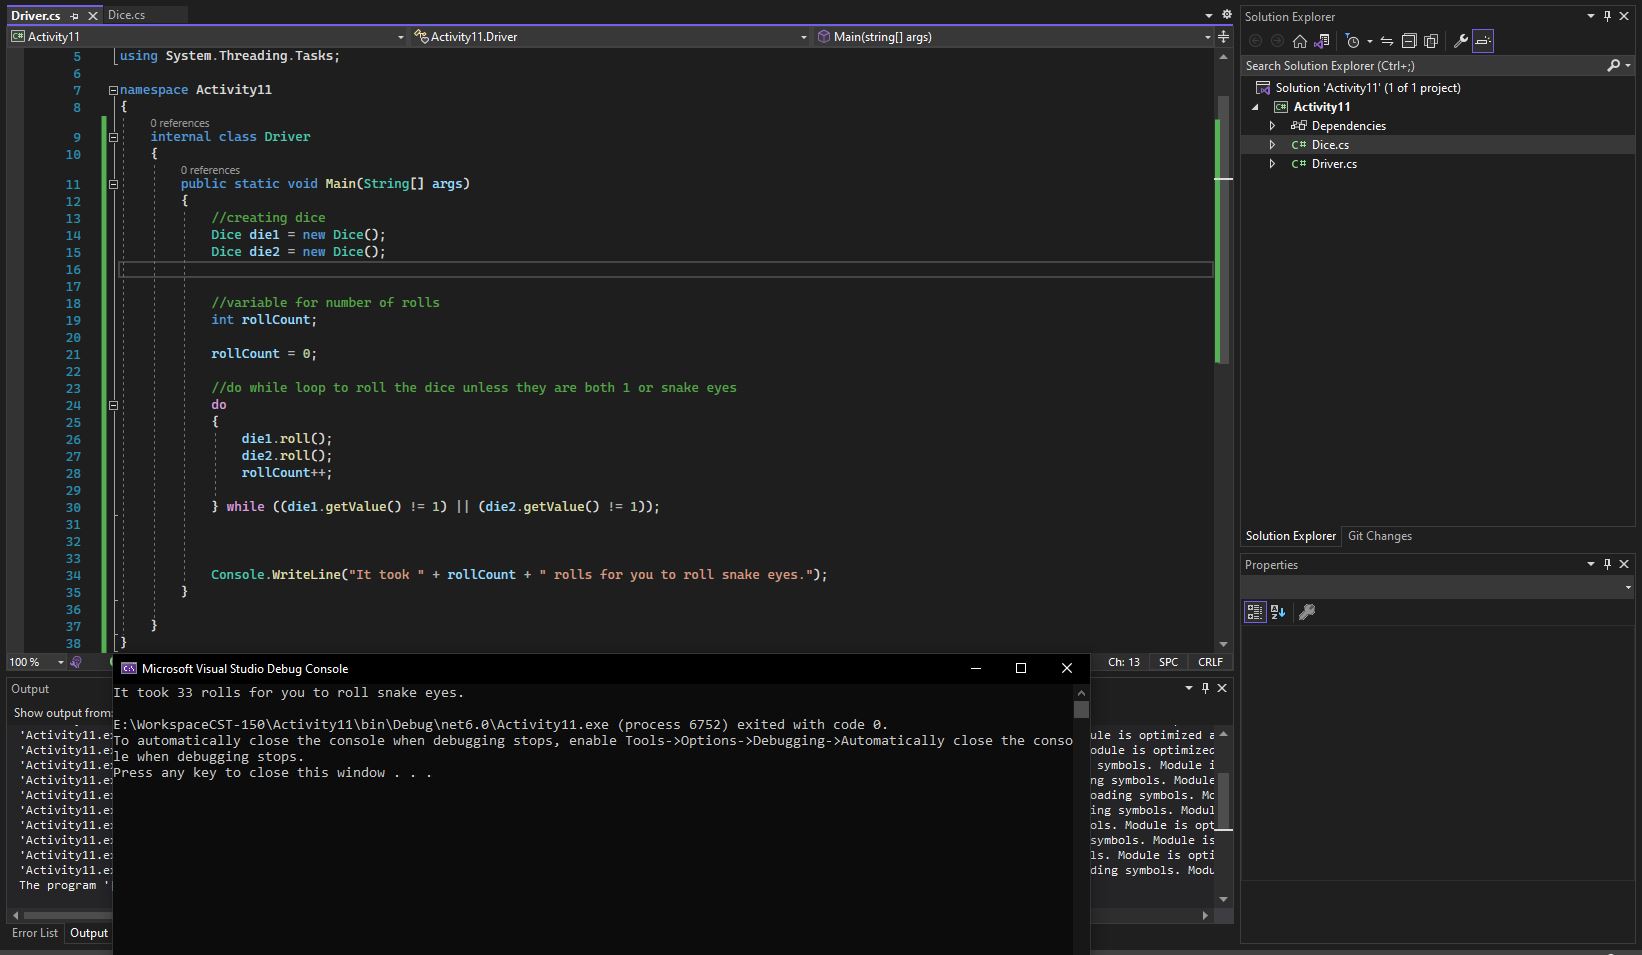 Driver.cs
Dice.cs
Activity11
Activity11.Driver
Main(string[] args)
5 using System.Threading.Tasks;
6
7 namespace Activity11
8 {
0 references
9 internal class Driver
10 {
0 references
11 public static void Main(String[] args)
12 {
13 //creating dice
14 Dice die1 = new Dice();
15 Dice die2 = new Dice();
16
17
18 //variable for number of rolls
19 int rollCount;
20
21 rollCount = 0;
22
23 //do while loop to roll the dice unless they are both 1 or snake eyes
24 do
25 {
26 die1.roll();
27 die2.roll();
28 rollCount++;
29
30 } while ((die1.getValue() != 1) || (die2.getValue() != 1));
31
32
33
34 Console.WriteLine("It took " + rollCount + " rolls for you to roll snake eyes.");
35 }
36
37 }
38 }
100 %
Ch: 13 SPC CRLF
Output
Show output from:
'Activity11.ex
'Activity11.ex
'Activity11.ex
'Activity11.ex
'Activity11.ex
'Activity11.ex
'Activity11.ex
'Activity11.ex
'Activity11.ex
'Activity11.ex
The program '[
Error List Output
Microsoft Visual Studio Debug Console
It took 33 rolls for you to roll snake eyes.
E:\WorkspaceCST-150\Activity11\bin\Debug\net6.0\Activity11.exe (process 6752) exited with code 0.
To automatically close the console when debugging stops, enable Tools->Options->Debugging->Automatically close the conso
le when debugging stops.
Press any key to close this window . . .
ule is optimized a
odule is optimized
symbols. Module i
ng symbols. Module
oading symbols. Mo
ing symbols. Modul
ols. Module is opt
symbols. Module is
ls. Module is opti
ding symbols. Modu
Solution Explorer
Search Solution Explorer (Ctrl+;)
Solution 'Activity11' (1 of 1 project)
C# Activity11
Dependencies
C# Dice.cs
C# Driver.cs
Solution Explorer Git Changes
Properties